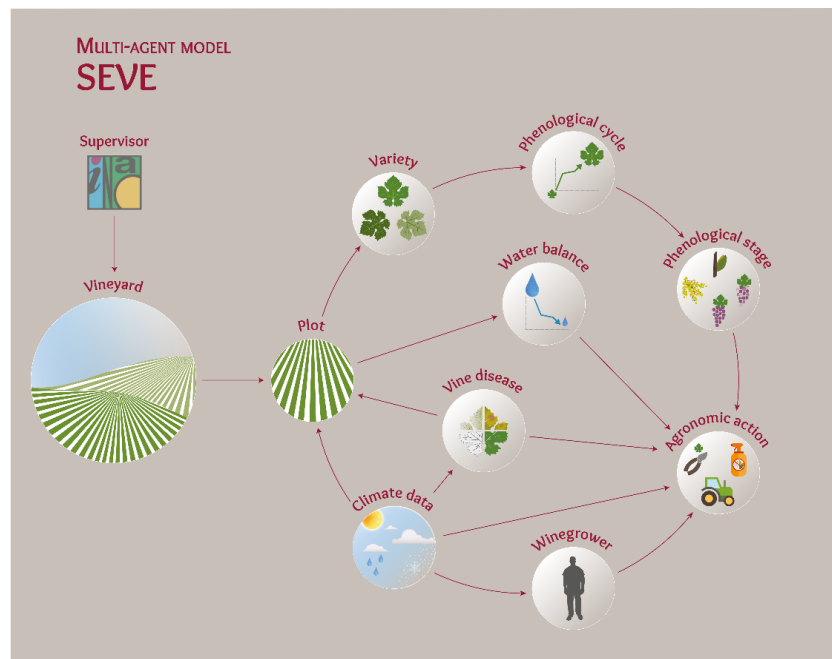 MULTI-AGENT MODEL
SEVE
Supervisor
Vineyard
Plot
Variety
Phenological cycle
Phenological stage
Water balance
Vine disease
Agronomic action
Climate data
Winegrower